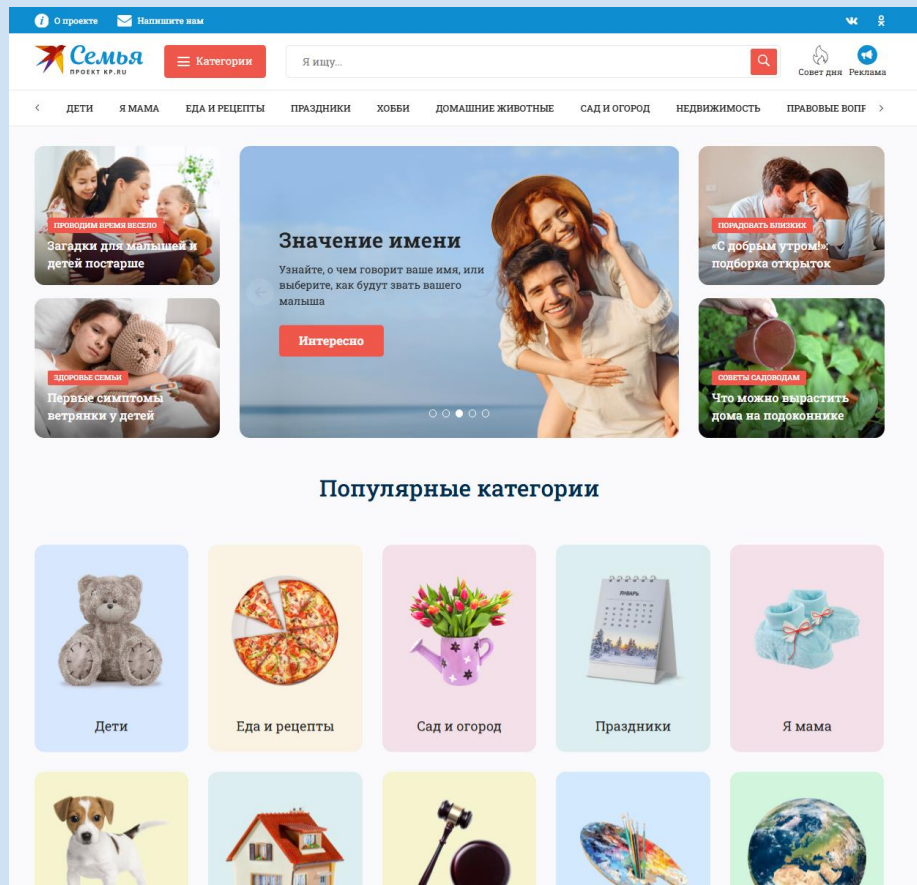 О проекте
Напишите нам
Семья
ПРОЕКТ KP.RU
Категории
Я ищу...
Совет дня
Реклама
ДЕТИ
Я МАМА
ЕДА И РЕЦЕПТЫ
ПРАЗДНИКИ
ХОББИ
ДОМАШНИЕ ЖИВОТНЫЕ
САД И ОГОРОД
НЕДВИЖИМОСТЬ
ПРАВОВЫЕ ВОПР
ПРОВОДИМ ВРЕМЯ ВЕСЕЛО
Загадки для малышей и
детей постарше
ЗДОРОВЬЕ СЕМЬИ
Первые симптомы
ветрянки у детей
Значение имени
Узнайте, о чем говорит ваше имя, или
выберите, как будут звать вашего
малыша
Интересно
ПОРАДОВАТЬ БЛИЗКИХ
«С добрым утром!»:
подборка открыток
СОВЕТЫ САДОВОДАМ
Что можно вырастить
дома на подоконнике
Популярные категории
ЯНВАРЬ
Дети
Еда и рецепты
Сад и огород
Праздники
Я мама